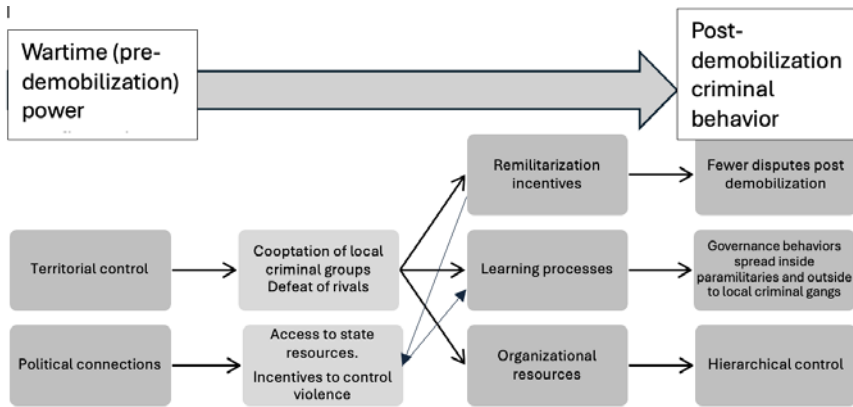 Wartime (pre-
demobilization)
power
Post-
demobilization
criminal
behavior
Remilitarization
incentives
Fewer disputes post
demobilization
Territorial control
Cooptation of local
criminal groups
Defeat of rivals
Learning processes
Governance behaviors
spread inside
paramilitaries and outside
to local criminal gangs
Political connections
Access to state
resources.
Incentives to control
violence
Organizational
resources
Hierarchical control